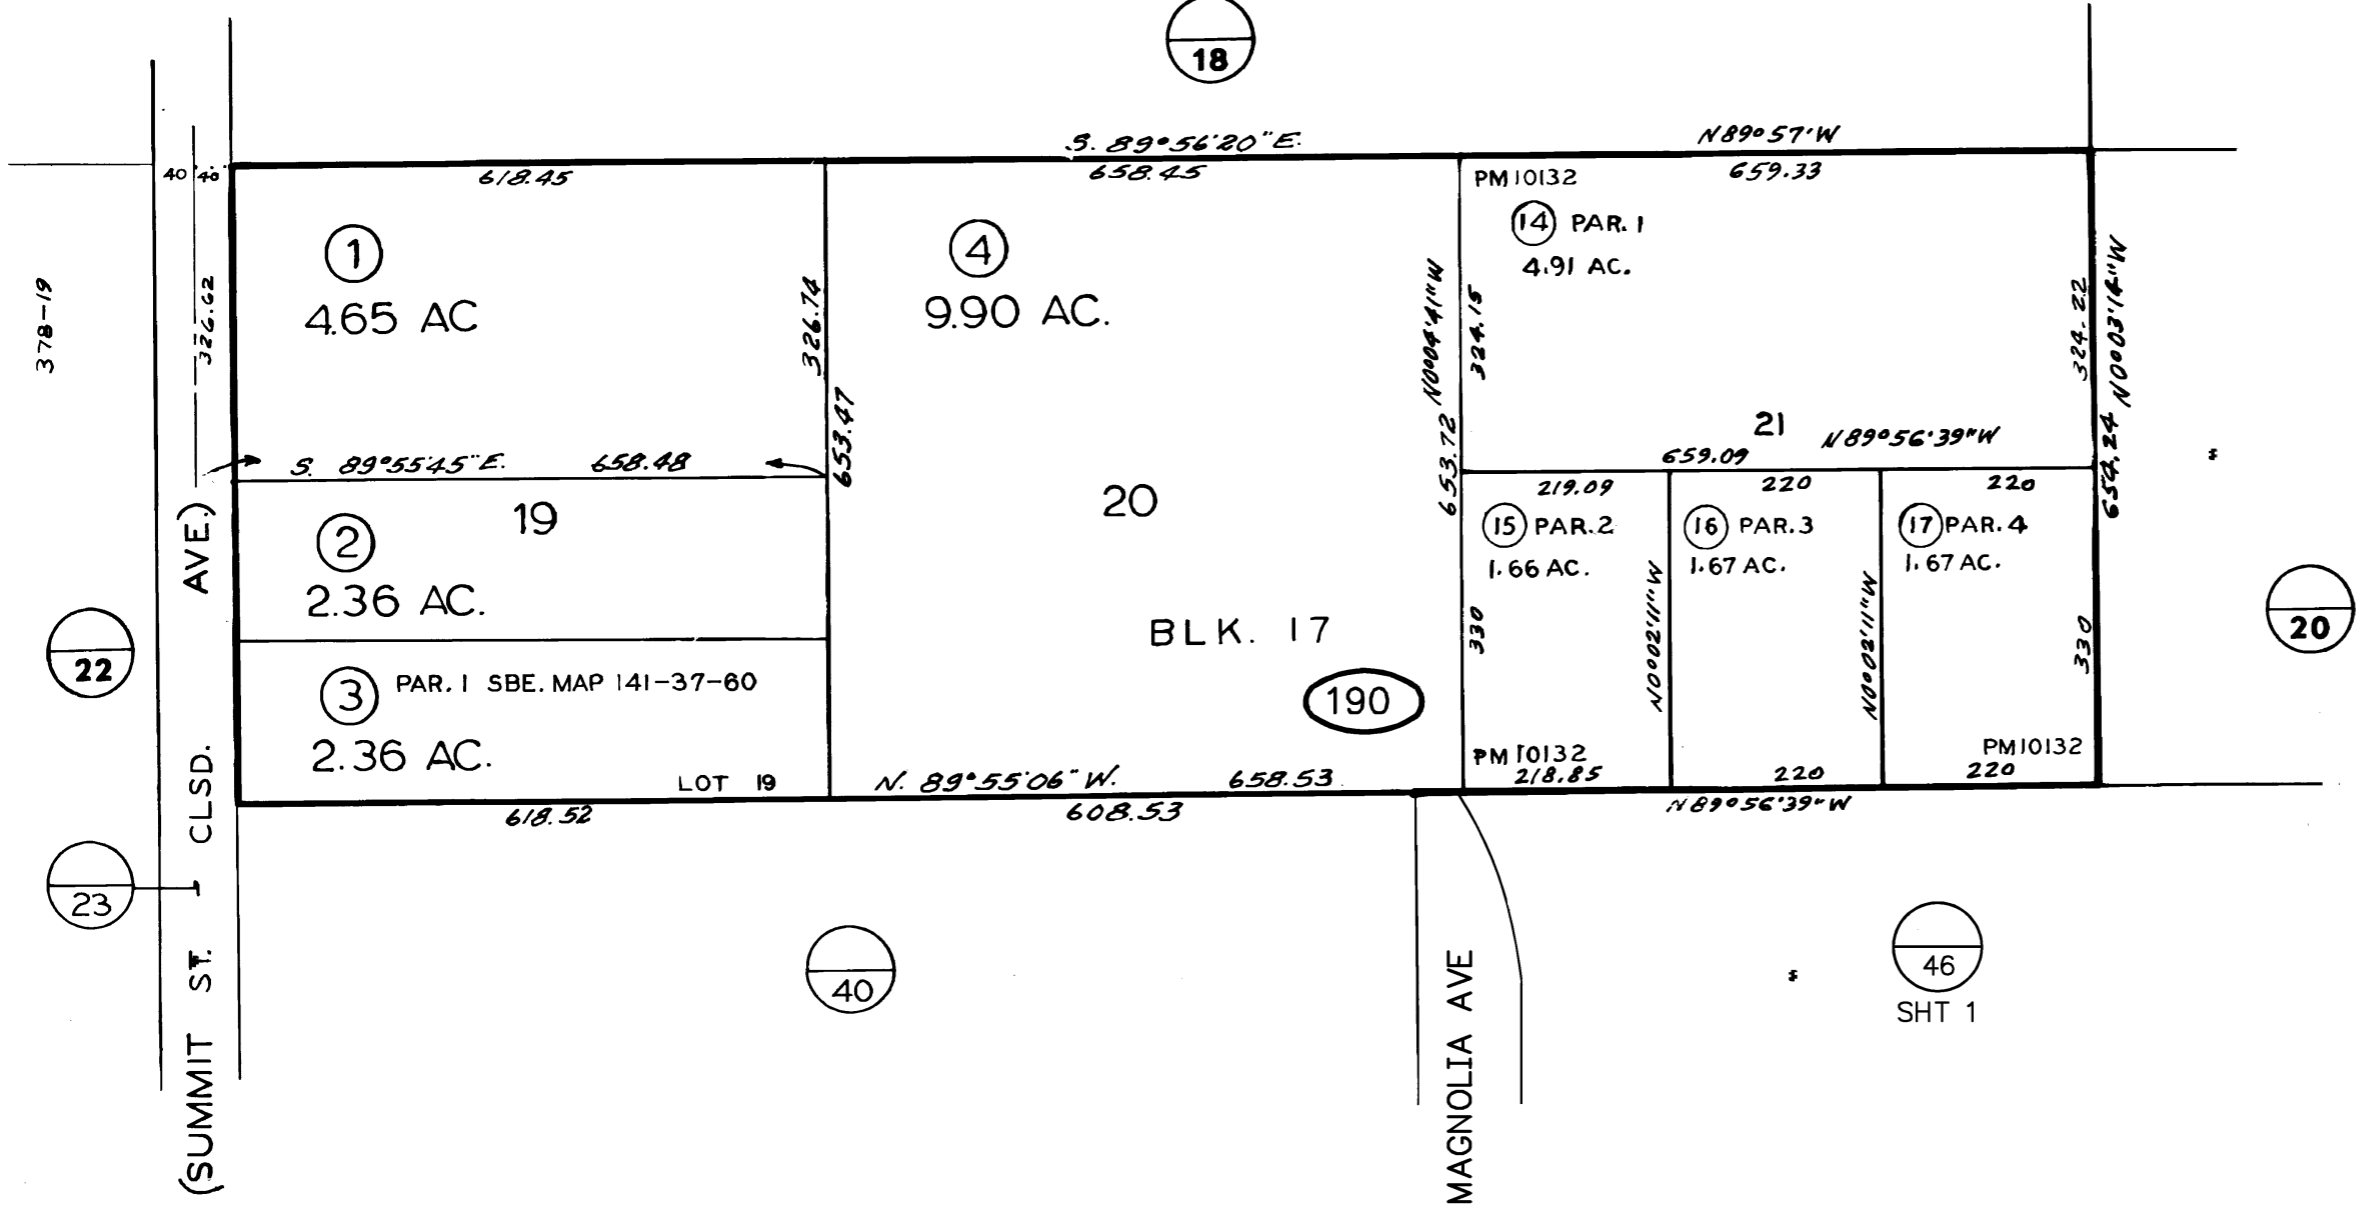 18
S. 89°56'20"E.
N89°57'W
40 40
618.45
658.45
PM10132
659.33
1
4.65 AC
4
9.90 AC.
14 PAR. 1
4.91 AC.
378-19
326.62
326.74
653.47
N0°04'41"W
324.15
653.72
324.22
N0°03'14"W
654.24
21
N89°56'39"W
S. 89°55'45"E. 658.48
659.09
19
20
219.09
220
220
2
2.36 AC.
15 PAR. 2
1.66 AC.
16 PAR. 3
1.67 AC.
17 PAR. 4
1.67 AC.
22
20
BLK. 17
190
330
N0°02'11"W
N0°02'11"W
330
3 PAR. 1 SBE. MAP 141-37-60
2.36 AC.
LOT 19
N. 89°55'06"W. 658.53
PM10132
218.85
220
PM10132
220
618.52
608.53
N89°56'39"W
(SUMMIT ST. CLSD. AVE.)
23
40
MAGNOLIA AVE
46
SHT 1